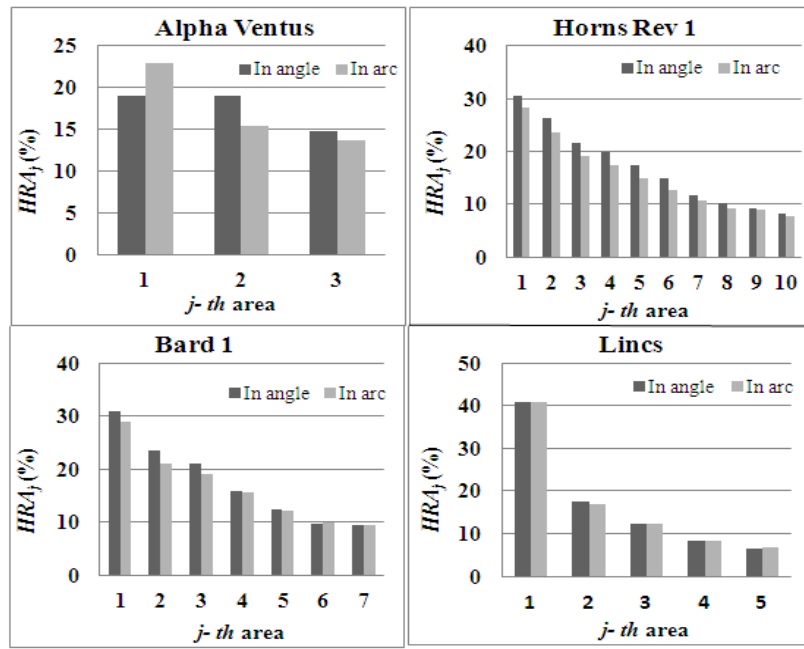 Alpha Ventus
HRAj (%)
25
20
15
10
5
0
In angle
In arc
1 2 3
j- th area
Horns Rev 1
HRAj (%)
40
30
20
10
0
In angle
In arc
1 2 3 4 5 6 7 8 9 10
j- th area
Bard 1
HRAj (%)
40
30
20
10
0
In angle
In arc
1 2 3 4 5 6 7
j- th area
Lincs
HRAj (%)
50
40
30
20
10
0
In angle
In arc
1 2 3 4 5
j- th area